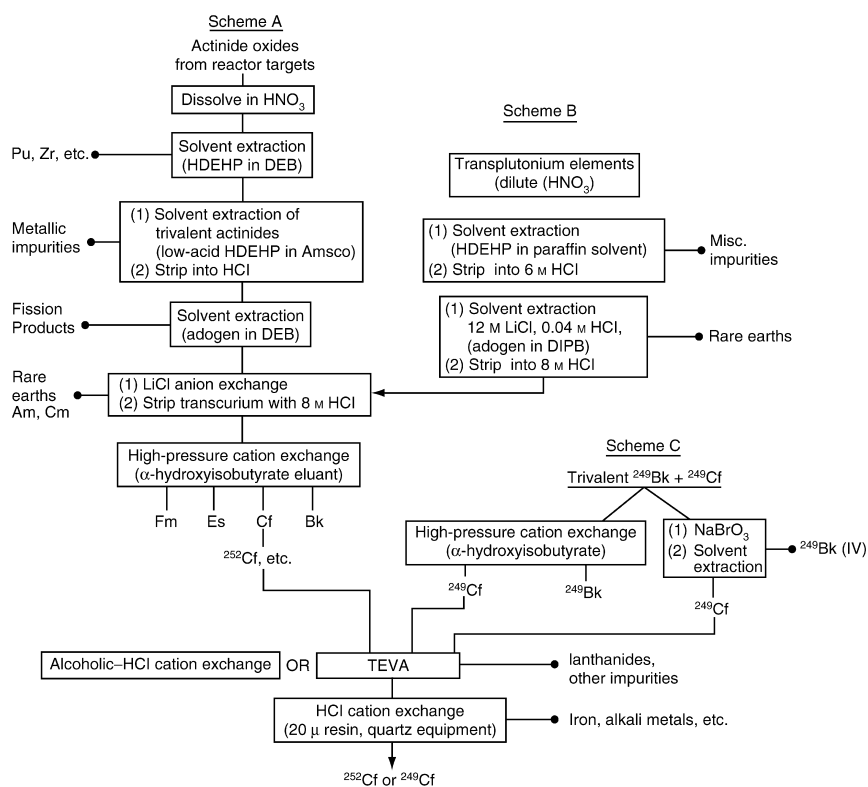 Scheme A
Actinide oxides
from reactor targets
Dissolve in HNO₃
Pu, Zr, etc.
Solvent extraction
(HDEHP in DEB)
Metallic
impurities
(1) Solvent extraction of
trivalent actinides
(low-acid HDEHP in Amsco)
(2) Strip into HCl
Fission
Products
Solvent extraction
(adogen in DEB)
Rare
earths
Am, Cm
(1) LiCl anion exchange
(2) Strip transcurium with 8 M HCl
High-pressure cation exchange
(α-hydroxyisobutyrate eluant)
Fm Es Cf Bk
²⁵²Cf, etc.
Scheme B
Transplutonium elements
(dilute (HNO₃)
(1) Solvent extraction
(HDEHP in paraffin solvent)
(2) Strip into 6 M HCl
Misc.
impurities
(1) Solvent extraction
12 M LiCl, 0.04 M HCl,
(adogen in DIPB)
(2) Strip into 8 M HCl
Rare earths
Scheme C
Trivalent ²⁴⁹Bk + ²⁴⁹Cf
High-pressure cation exchange
(α-hydroxyisobutyrate)
²⁴⁹Cf ²⁴⁹Bk
(1) NaBrO₃
(2) Solvent
extraction
²⁴⁹Bk (IV)
²⁴⁹Cf
Alcoholic–HCl cation exchange OR TEVA
lanthanides,
other impurities
HCl cation exchange
(20 μ resin, quartz equipment)
Iron, alkali metals, etc.
²⁵²Cf or ²⁴⁹Cf